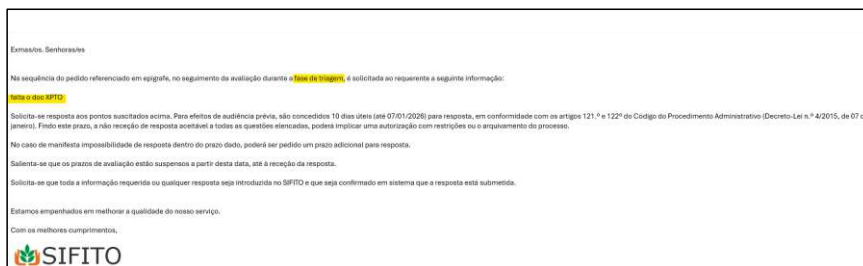 Exmas/os. Senhoras/es
Na sequência do pedido referenciado em epígrafe, no seguimento da avaliação durante a fase de triagem, é solicitada ao requerente a seguinte informação:
falta o doc XPTO
Solicita-se resposta aos pontos suscitados acima. Para efeitos de audiência prévia, são concedidos 10 dias úteis (até 07/01/2026) para resposta, em conformidade com os artigos 121.º e 122º do Código do Procedimento Administrativo (Decreto-Lei n.º 4/2015, de 07 d
janeiro). Findo este prazo, a não receção de resposta aceitável a todas as questões elencadas, poderá implicar uma autorização com restrições ou o arquivamento do processo.
No caso de manifesta impossibilidade de resposta dentro do prazo dado, poderá ser pedido um prazo adicional para resposta.
Salienta-se que os prazos de avaliação estão suspensos a partir desta data, até à receção da resposta.
Solicita-se que toda a informação requerida ou qualquer resposta seja introduzida no SIFITO e que seja confirmado em sistema que a resposta está submetida.
Estamos empenhados em melhorar a qualidade do nosso serviço.
Com os melhores cumprimentos,
SIFITO